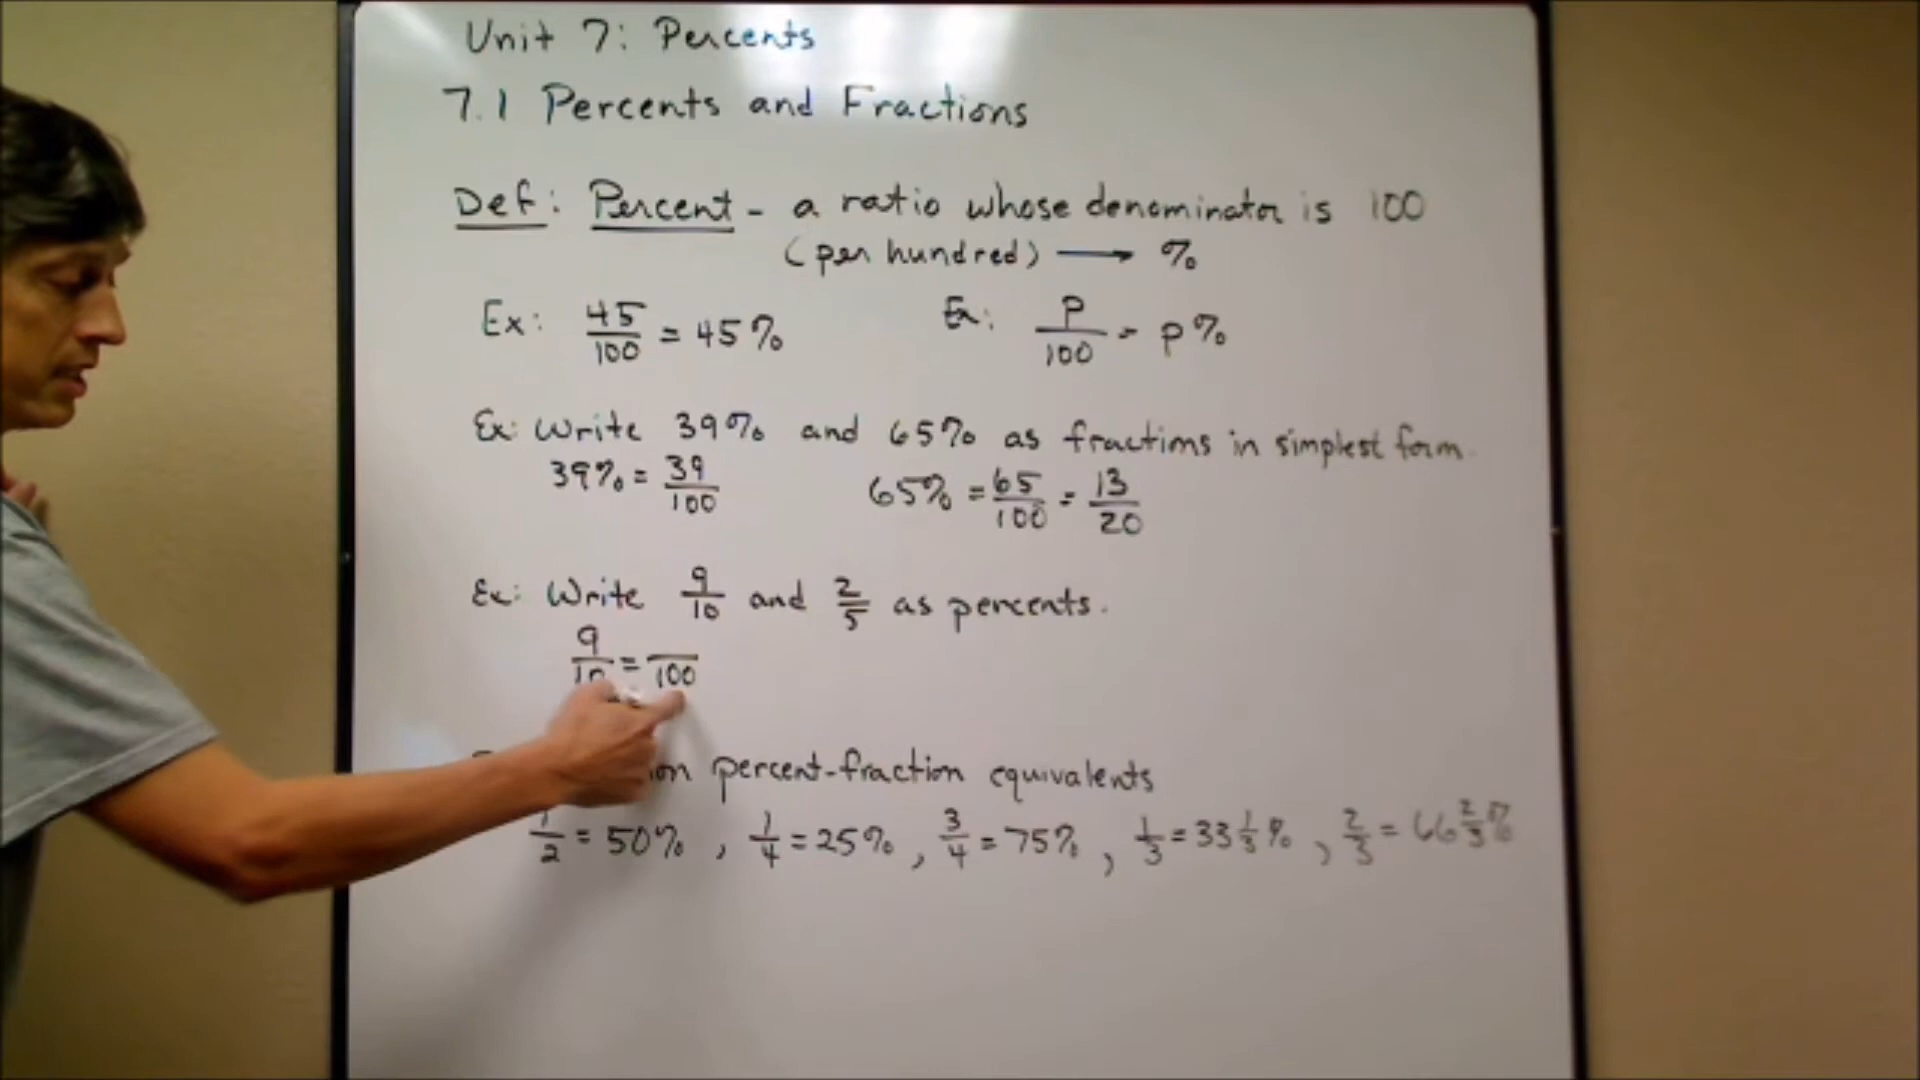 Unit 7: Percents
7.1 Percents and Fractions
Def: Percent - a ratio whose denominator is 100
(per hundred) → %
Ex: 45/100 = 45%  Ex: P/100 = P%
Ex: Write 39% and 65% as fractions in simplest form.
39% = 39/100  65% = 65/100 = 13/20
Ex: Write 9/10 and 2/5 as percents.
9/10 = /100
percent-fraction equivalents
1/2 = 50%, 1/4 = 25%, 3/4 = 75%, 1/3 = 33 1/3%, 2/3 = 66 2/3%